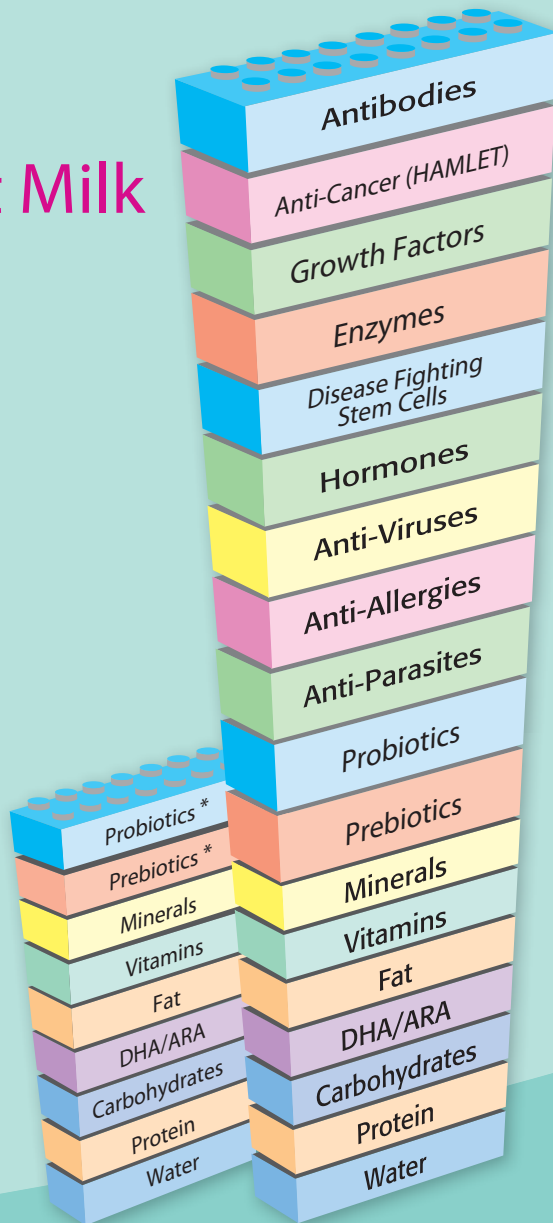 Milk
Antibodies
Anti-Cancer (HAMLET)
Growth Factors
Enzymes
Disease Fighting
Stem Cells
Hormones
Anti-Viruses
Anti-Allergies
Anti-Parasites
Probiotics
Prebiotics
Minerals
Vitamins
Fat
DHA/ARA
Carbohydrates
Protein
Water
Probiotics *
Prebiotics *
Minerals
Vitamins
Fat
DHA/ARA
Carbohydrates
Protein
Water